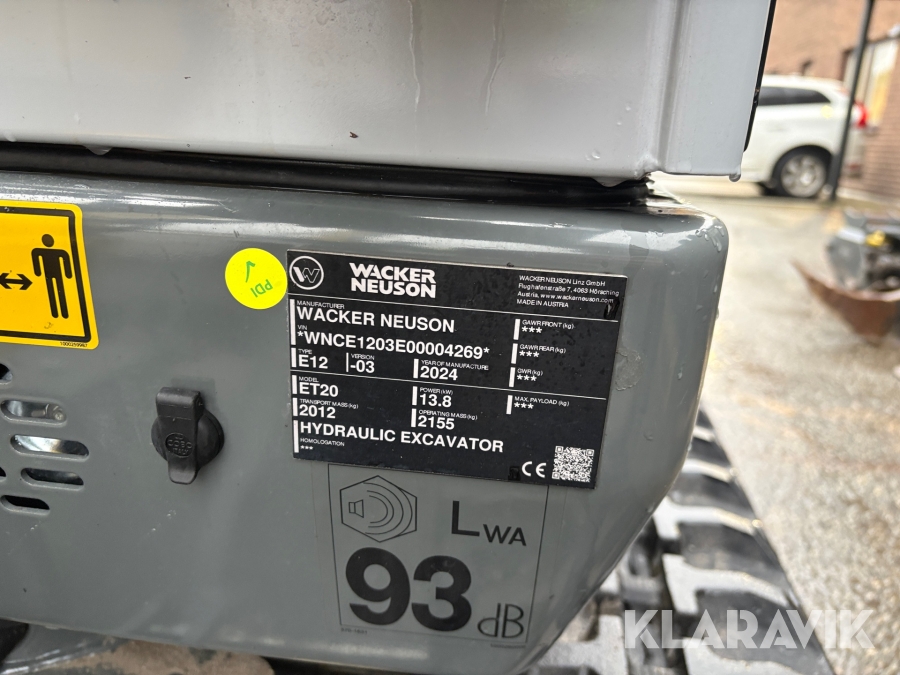 WACKER
NEUSON
WACKER NEUSON Linz GmbH
Flughafenstraße 7, 4063 Hörsching
Austria, www.wackerneuson.com
MADE IN AUSTRIA
MANUFACTURER
WACKER NEUSON
VIN
*WNCE1203E00004269*
TYPE
E12
VERSION
-03
YEAR OF MANUFACTURE
2024
MODEL
ET20
POWER (kW)
13.8
TRANSPORT MASS (kg)
2012
OPERATING MASS (kg)
2155
HYDRAULIC EXCAVATOR
HOMOLOGATION
***
GAWR FRONT (kg)
***
GAWR REAR (kg)
***
GWR (kg)
***
MAX. PAYLOAD (kg)
***
CE
PDI
LWA
93 dB
KLARAVIK